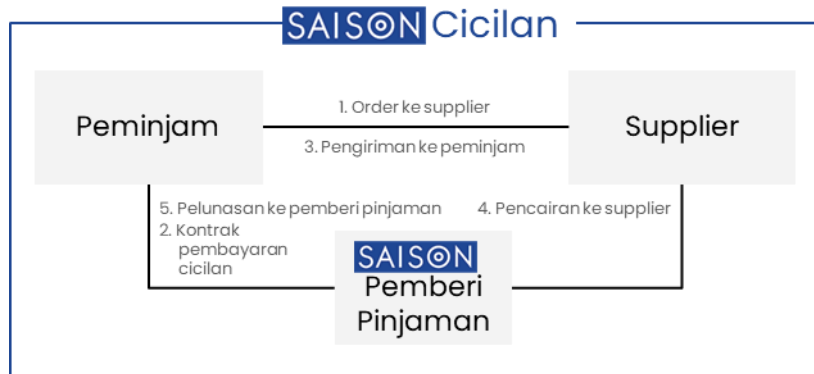 SAISON Cicilan
Peminjam
1. Order ke supplier
3. Pengiriman ke peminjam
Supplier
5. Pelunasan ke pemberi pinjaman
4. Pencairan ke supplier
2. Kontrak
pembayaran
cicilan
SAISON
Pemberi
Pinjaman